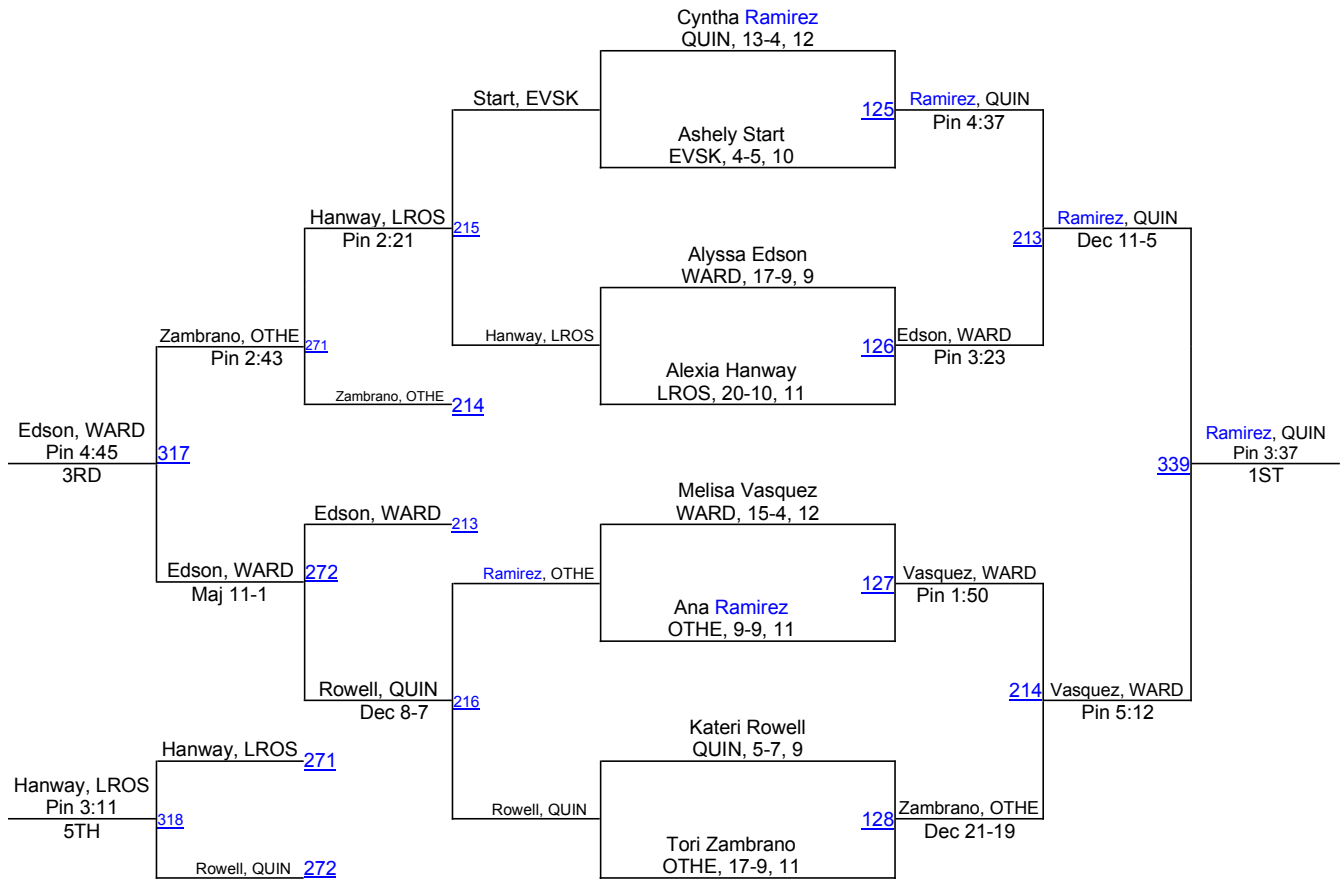 Cyntha Ramirez
QUIN, 13-4, 12
Start, EVSK
125
Ramirez, QUIN
Pin 4:37
Ashely Start
EVSK, 4-5, 10
Hanway, LROS
Pin 2:21
215
213
Ramirez, QUIN
Dec 11-5
Alyssa Edson
WARD, 17-9, 9
Zambrano, OTHE
Pin 2:43
271
Hanway, LROS
126
Edson, WARD
Pin 3:23
Alexia Hanway
LROS, 20-10, 11
Zambrano, OTHE
214
Edson, WARD
Pin 4:45
3RD
317
339
Ramirez, QUIN
Pin 3:37
1ST
Melisa Vasquez
WARD, 15-4, 12
Edson, WARD
213
Edson, WARD
Maj 11-1
272
Ramirez, OTHE
127
Vasquez, WARD
Pin 1:50
Ana Ramirez
OTHE, 9-9, 11
Rowell, QUIN
Dec 8-7
216
214
Vasquez, WARD
Pin 5:12
Kateri Rowell
QUIN, 5-7, 9
Hanway, LROS
271
Hanway, LROS
Pin 3:11
5TH
318
Rowell, QUIN
128
Zambrano, OTHE
Dec 21-19
Tori Zambrano
OTHE, 17-9, 11
Rowell, QUIN
272